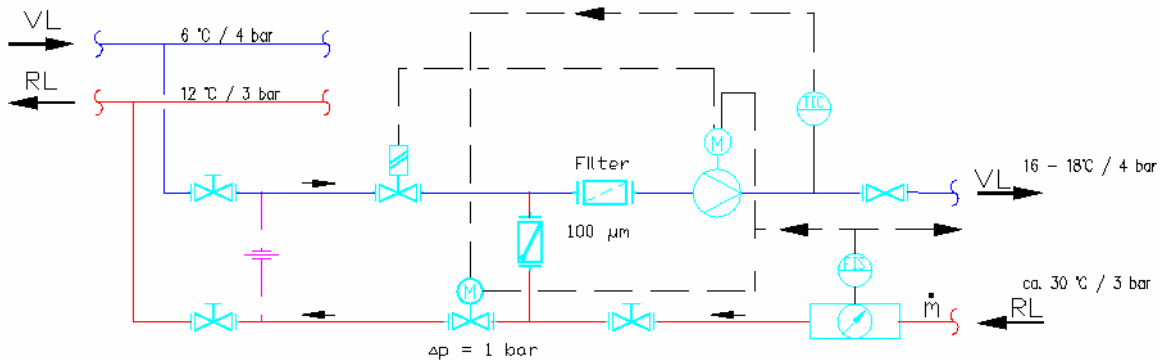 VL
6 °C / 4 bar
RL
12 °C / 3 bar
TIC
M
M
Filter
100 µm
VL
16 - 18°C / 4 bar
FIS
M
ṁ
RL
ca. 30 °C / 3 bar
Δp = 1 bar